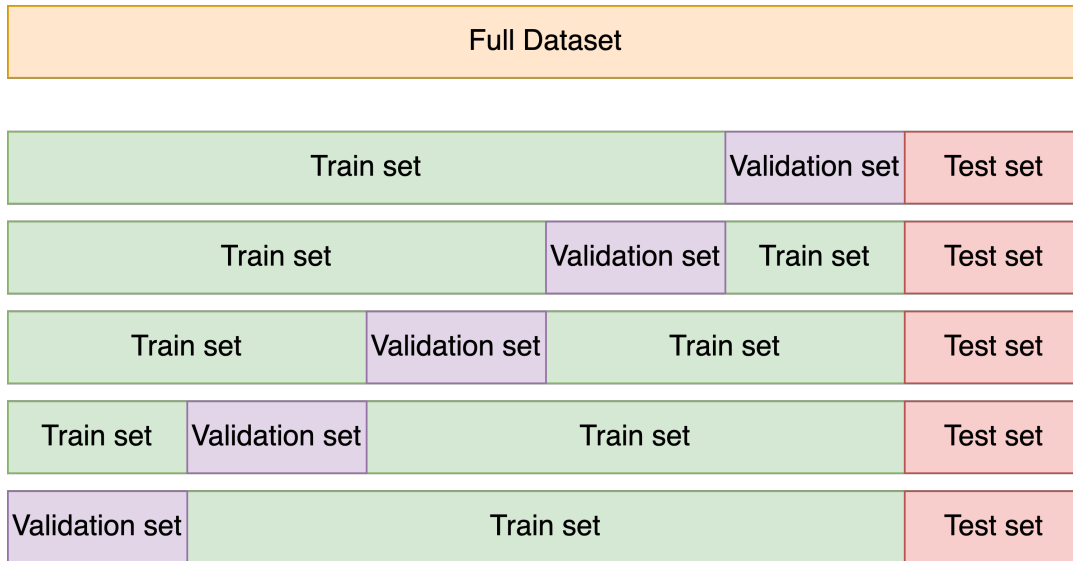 Full Dataset
Train set Validation set Test set
Train set Validation set Train set Test set
Train set Validation set Train set Test set
Train set Validation set Train set Test set
Validation set Train set Test set